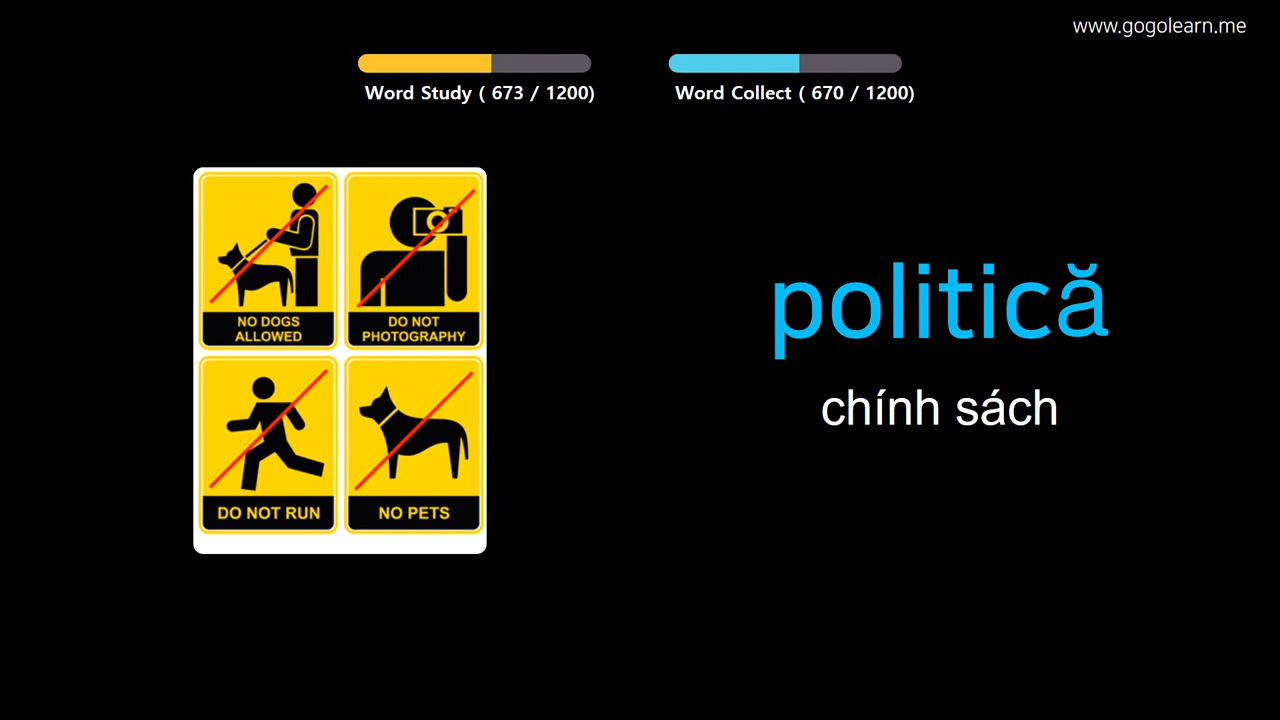 www.gogolearn.me
Word Study ( 673 / 1200)
Word Collect ( 670 / 1200)
NO DOGS
ALLOWED
DO NOT
PHOTOGRAPHY
DO NOT RUN
NO PETS
politică
chính sách